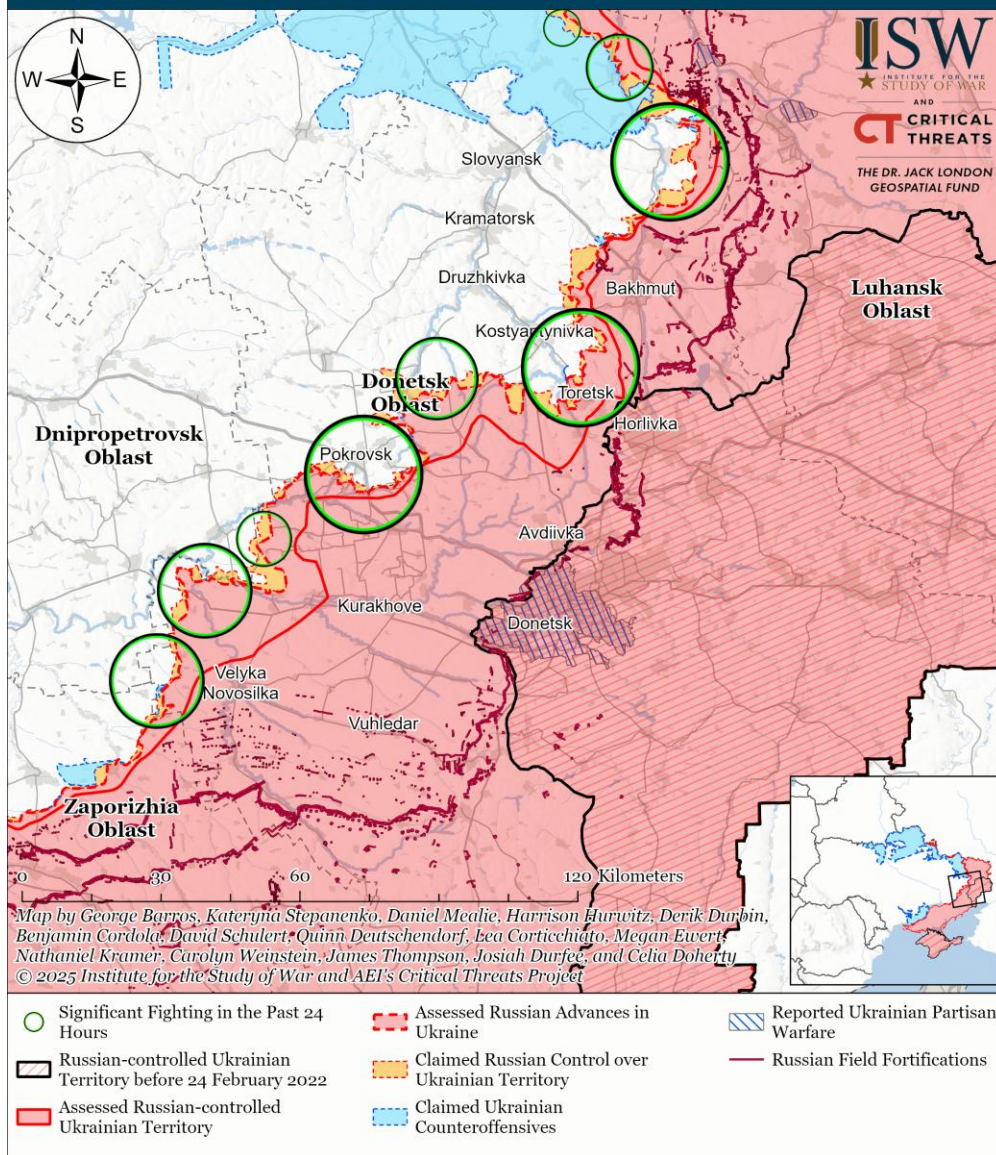 N
W E
S
ISW
INSTITUTE FOR THE
STUDY OF WAR
AND
CT CRITICAL
THREATS
THE DR. JACK LONDON
GEOSPATIAL FUND
Slovyansk
Kramatorsk
Druzhkivka
Bakhmut
Luhansk
Oblast
Kostyantynivka
Donetsk
Oblast
Toretsk
Horlivka
Dnipropetrovsk
Oblast
Pokrovsk
Avdiivka
Kurakhove
Donetsk
Velyka
Novosilka
Vuhledar
Zaporizhia
Oblast
0 30 60 120 Kilometers
Map by George Barros, Kateryna Stepanenko, Daniel Mealie, Harrison Hurwitz, Derik Durbin,
Benjamin Cordola, David Schulert, Quinn Deutschendorf, Lea Corticchiato, Megan Ewert,
Nathaniel Kramer, Carolyn Weinstein, James Thompson, Josiah Durfee, and Celia Doherty
© 2025 Institute for the Study of War and AEI's Critical Threats Project
Significant Fighting in the Past 24
Hours
Russian-controlled Ukrainian
Territory before 24 February 2022
Assessed Russian-controlled
Ukrainian Territory
Assessed Russian Advances in
Ukraine
Claimed Russian Control over
Ukrainian Territory
Claimed Ukrainian
Counteroffensives
Reported Ukrainian Partisan
Warfare
Russian Field Fortifications